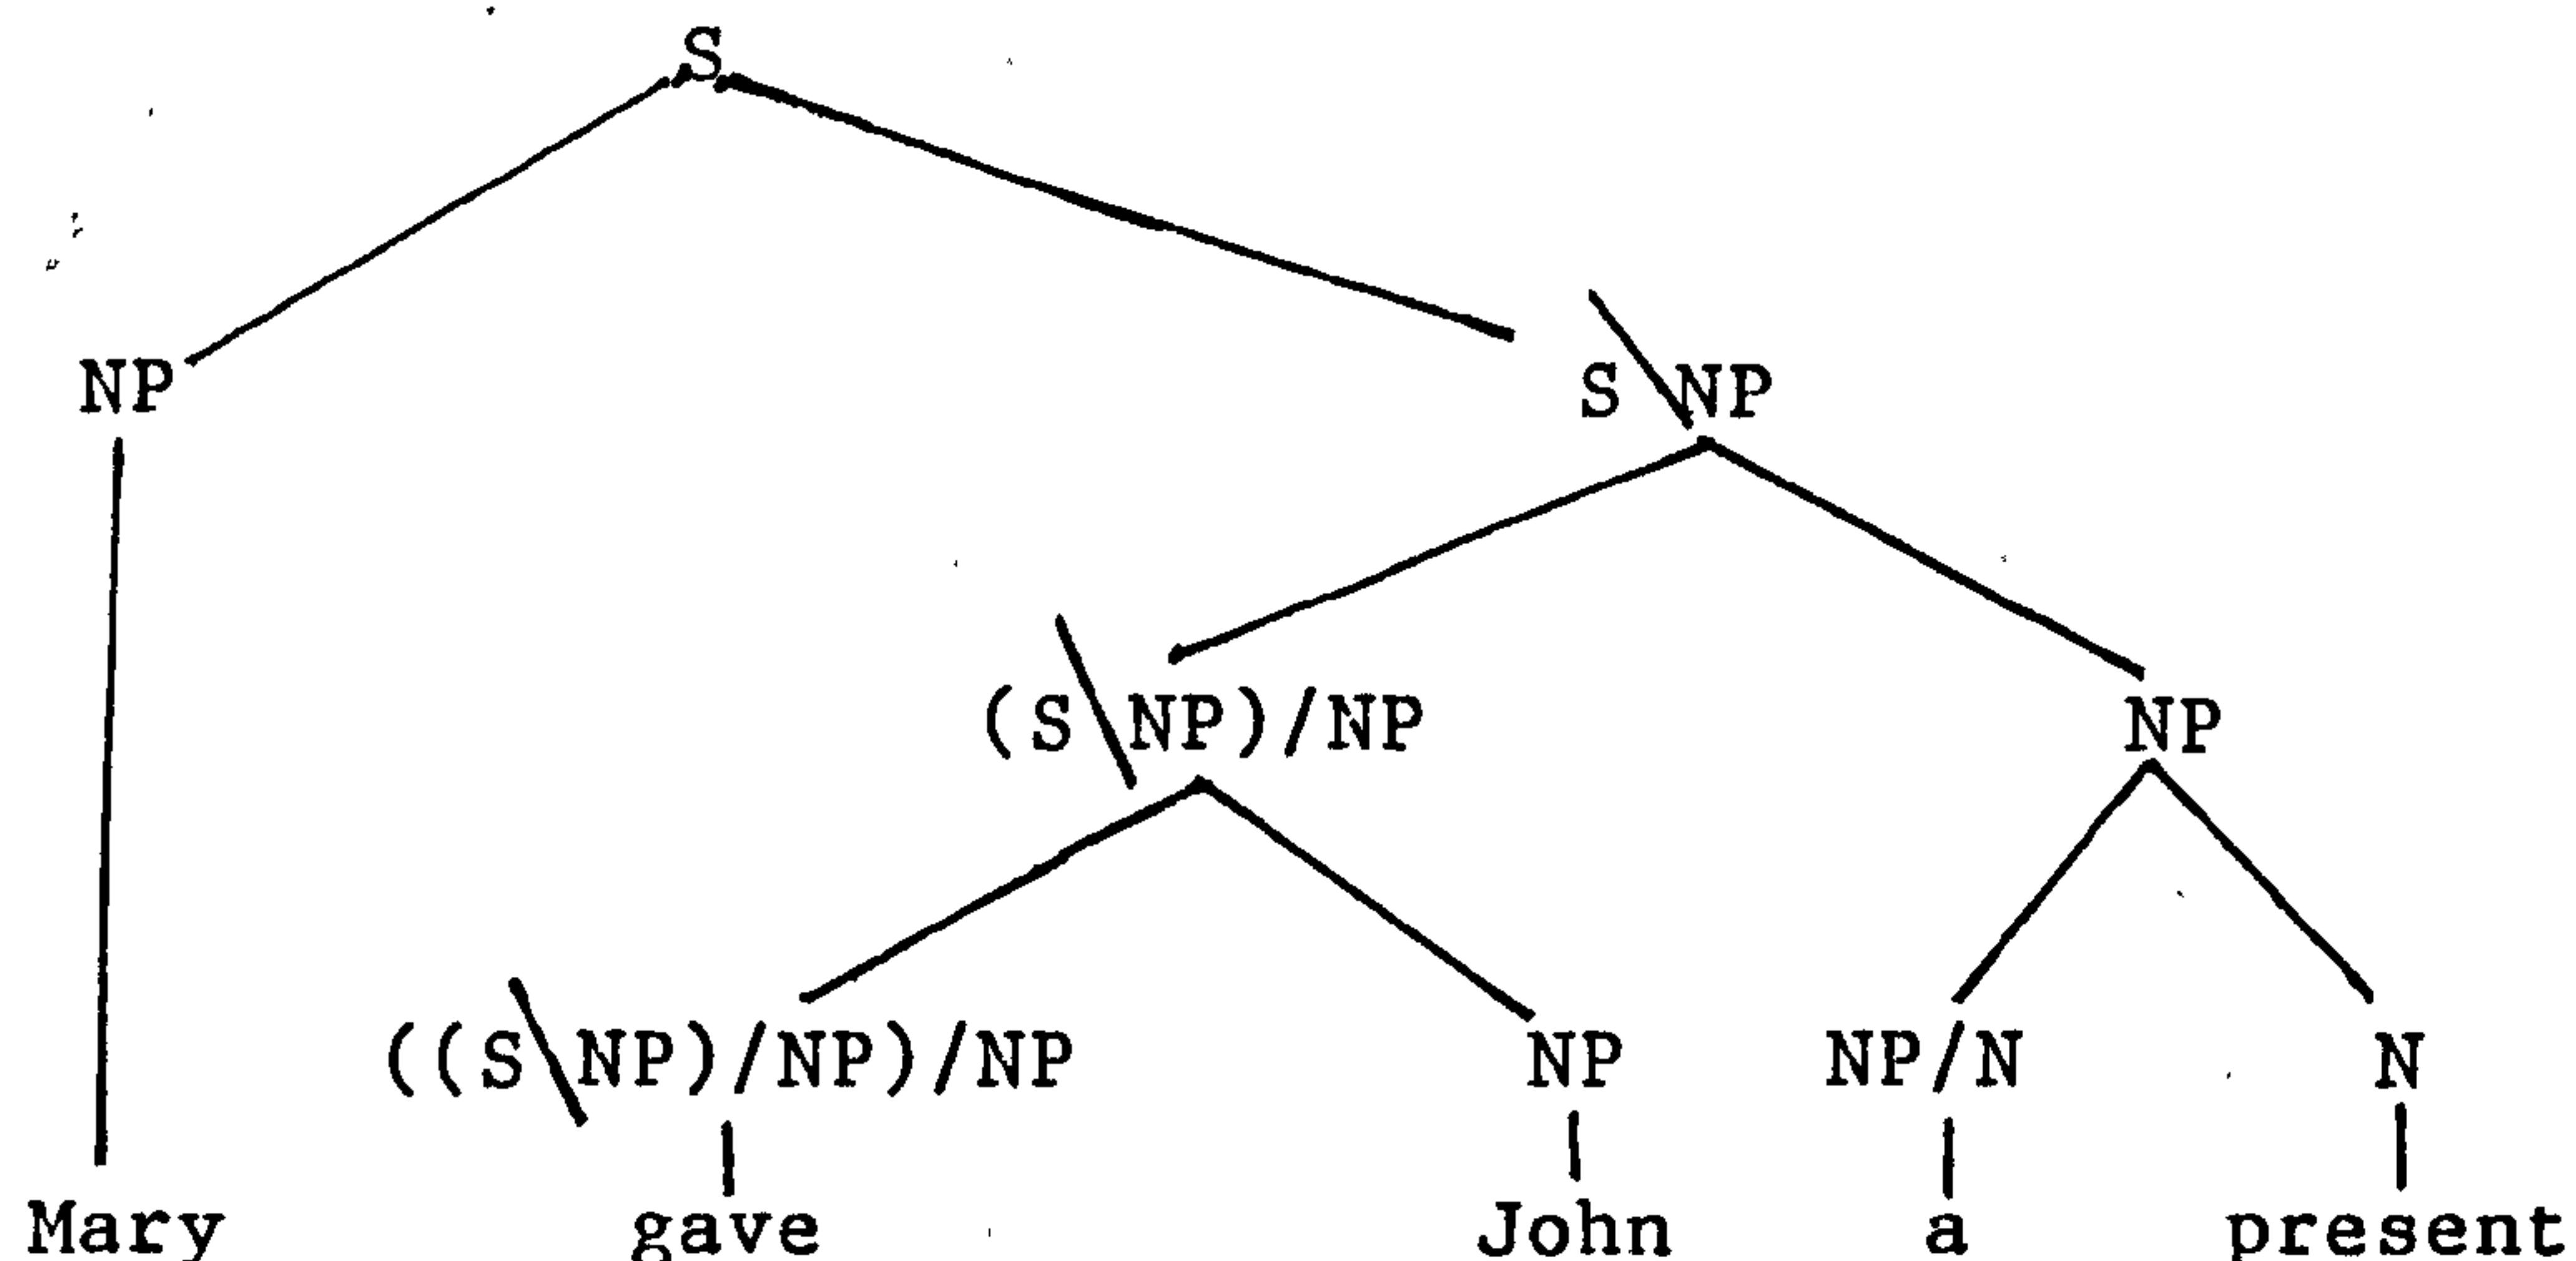 S
NP S\NP
(S\NP)/NP NP
((S\NP)/NP)/NP NP NP/N N
Mary gave John a present